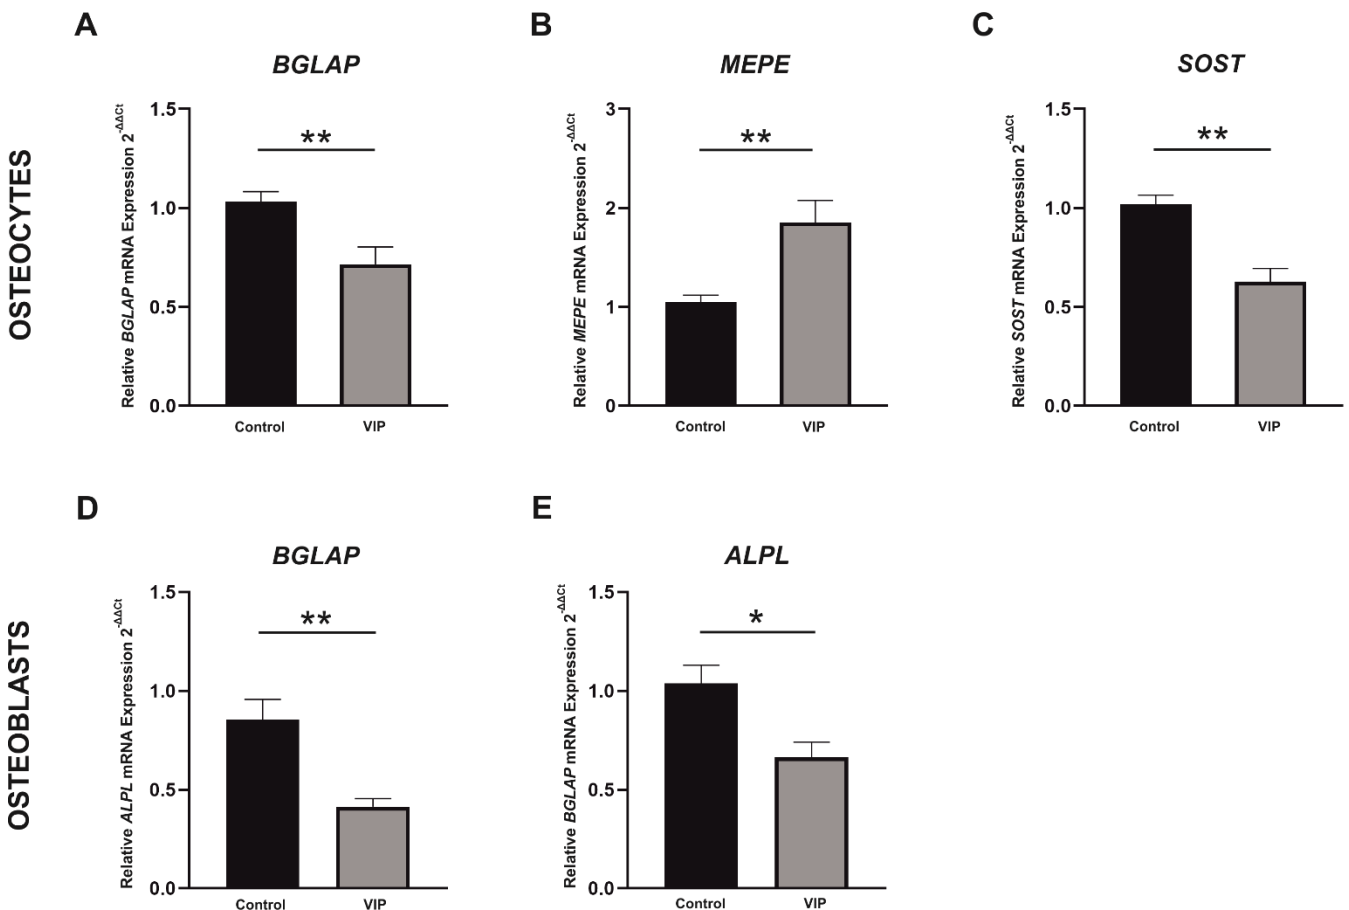 A
B
C
BGLAP
MEPE
SOST
OSTEOCYTES
Relative BGLAP mRNA Expression 2^-ΔΔCt
1.5
1.0
0.5
0.0
**
Control
VIP
Relative MEPE mRNA Expression 2^-ΔΔCt
3
2
1
0
**
Control
VIP
Relative SOST mRNA Expression 2^-ΔΔCt
1.5
1.0
0.5
0.0
**
Control
VIP
D
E
BGLAP
ALPL
OSTEOBLASTS
Relative ALPL mRNA Expression 2^-ΔΔCt
1.5
1.0
0.5
0.0
**
Control
VIP
Relative BGLAP mRNA Expression 2^-ΔΔCt
1.5
1.0
0.5
0.0
*
Control
VIP